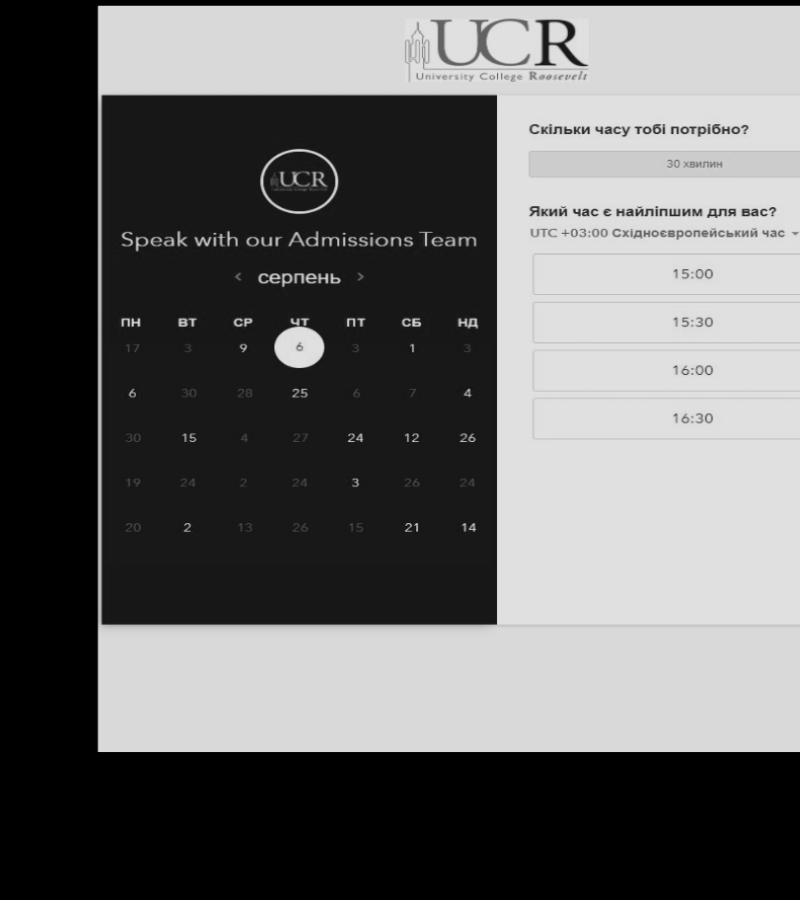 UCR
University College Roosevelt
UCR
Speak with our Admissions Team
< серпень >
ПН ВТ СР ЧТ ПТ СБ НД
17 3 9 6 3 1 3
6 30 28 25 6 7 4
30 15 4 27 24 12 26
19 24 2 24 3 26 24
20 2 13 26 15 21 14
Скільки часу тобі потрібно?
30 хвилин
Який час є найліпшим для вас?
UTC +03:00 Східноєвропейський час
15:00
15:30
16:00
16:30